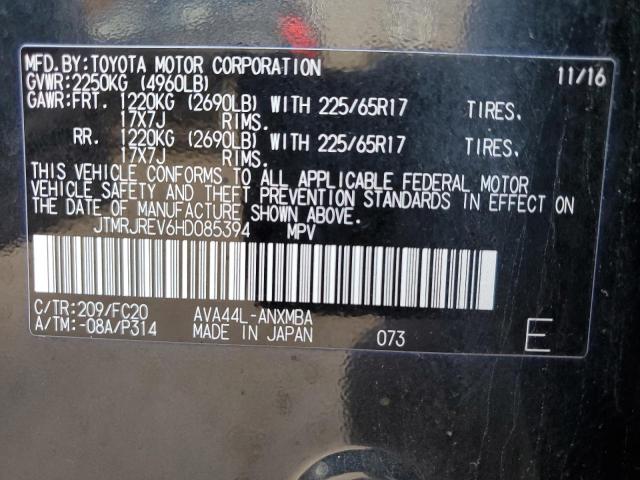 MFD.BY:TOYOTA MOTOR CORPORATION 11/16
GVWR:2250KG (4960LB)
GAWR:FRT. 1220KG (2690LB) WITH 225/65R17 TIRES.
17X7J RIMS.
RR. 1220KG (2690LB) WITH 225/65R17 TIRES.
17X7J RIMS.
THIS VEHICLE CONFORMS TO ALL APPLICABLE FEDERAL MOTOR
VEHICLE SAFETY AND THEFT PREVENTION STANDARDS IN EFFECT ON
THE DATE OF MANUFACTURE SHOWN ABOVE.
JTMRJREV6HD085394 MPV
C/TR:209/FC20 AVA44L-ANXMBA
A/TM:-08A/P314 MADE IN JAPAN 073 E